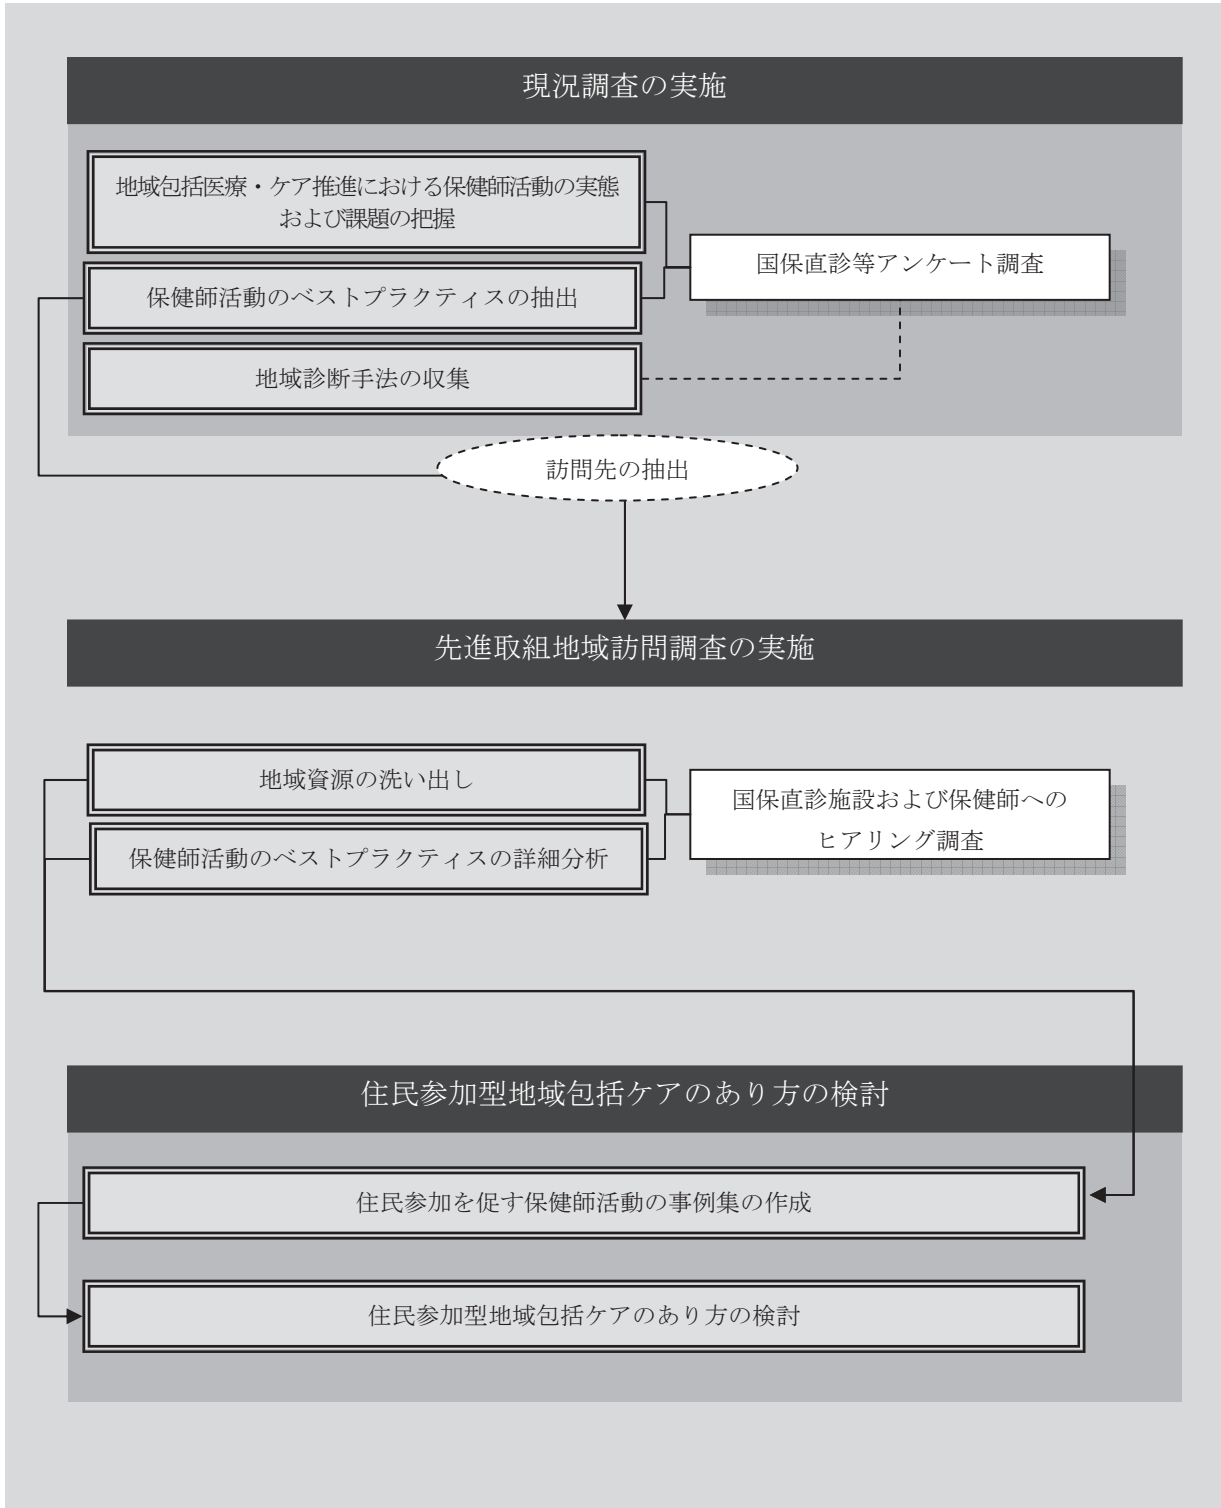 現況調査の実施
地域包括医療・ケア推進における保健師活動の実態
および課題の把握
国保直診等アンケート調査
保健師活動のベストプラクティスの抽出
地域診断手法の収集
訪問先の抽出
先進取組地域訪問調査の実施
地域資源の洗い出し
国保直診施設および保健師への
ヒアリング調査
保健師活動のベストプラクティスの詳細分析
住民参加型地域包括ケアのあり方の検討
住民参加を促す保健師活動の事例集の作成
住民参加型地域包括ケアのあり方の検討